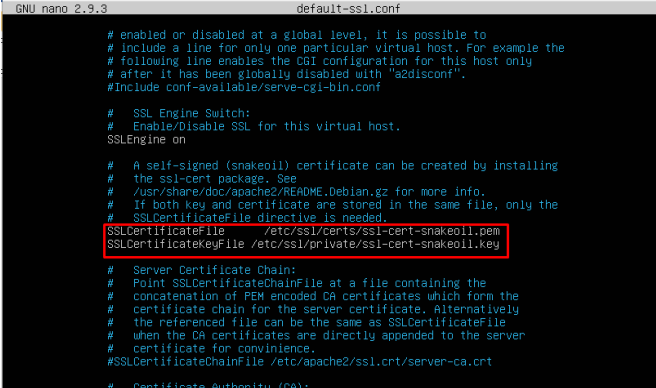 GNU nano 2.9.3 default-ssl.conf
# enabled or disabled at a global level, it is possible to
# include a line for only one particular virtual host. For example the
# following line enables the CGI configuration for this host only
# after it has been globally disabled with "a2disconf".
#Include conf-available/serve-cgi-bin.conf
# SSL Engine Switch:
# Enable/Disable SSL for this virtual host.
SSLEngine on
# A self-signed (snakeoil) certificate can be created by installing
# the ssl-cert package. See
# /usr/share/doc/apache2/README.Debian.gz for more info.
# If both key and certificate are stored in the same file, only the
# SSLCertificateFile directive is needed.
SSLCertificateFile /etc/ssl/certs/ssl-cert-snakeoil.pem
SSLCertificateKeyFile /etc/ssl/private/ssl-cert-snakeoil.key
# Server Certificate Chain:
# Point SSLCertificateChainFile at a file containing the
# concatenation of PEM encoded CA certificates which form the
# certificate chain for the server certificate. Alternatively
# the referenced file can be the same as SSLCertificateFile
# when the CA certificates are directly appended to the server
# certificate for convinience.
#SSLCertificateChainFile /etc/apache2/ssl.crt/server-ca.crt
# Certificate Authority (CA):